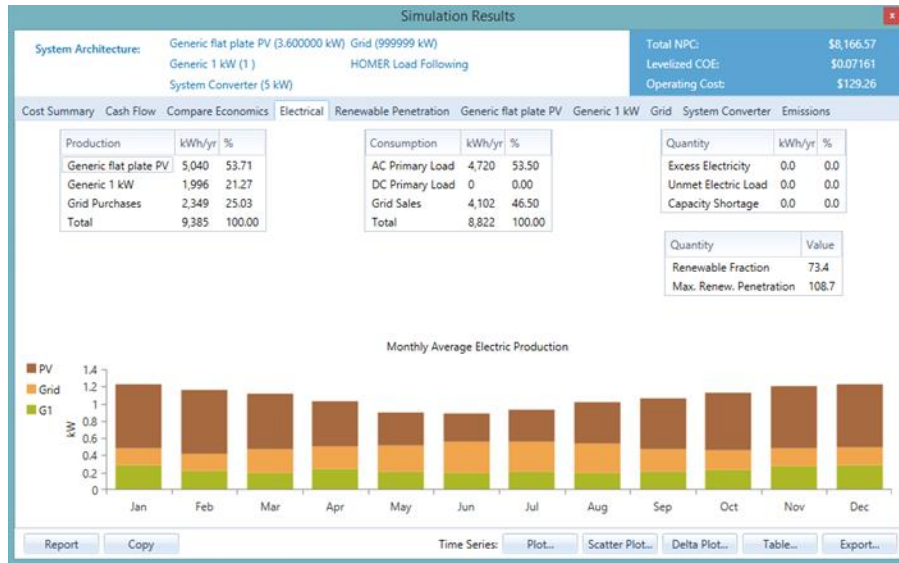 Simulation Results
x
System Architecture:
Generic flat plate PV (3.600000 kW) Grid (999999 kW)
Generic 1 kW (1 ) HOMER Load Following
System Converter (5 kW)
Total NPC: $8,166.57
Levelized COE: $0.07161
Operating Cost: $129.26
Cost Summary Cash Flow Compare Economics Electrical Renewable Penetration Generic flat plate PV Generic 1 kW Grid System Converter Emissions
Production kWh/yr %
Generic flat plate PV 5,040 53.71
Generic 1 kW 1,996 21.27
Grid Purchases 2,349 25.03
Total 9,385 100.00
Consumption kWh/yr %
AC Primary Load 4,720 53.50
DC Primary Load 0 0.00
Grid Sales 4,102 46.50
Total 8,822 100.00
Quantity kWh/yr %
Excess Electricity 0.0 0.0
Unmet Electric Load 0.0 0.0
Capacity Shortage 0.0 0.0
Quantity Value
Renewable Fraction 73.4
Max. Renew. Penetration 108.7
Monthly Average Electric Production
PV
Grid
G1
kW
1.4
1.2
1
0.8
0.6
0.4
0.2
0
Jan Feb Mar Apr May Jun Jul Aug Sep Oct Nov Dec
Report Copy Time Series: Plot... Scatter Plot... Delta Plot... Table... Export...